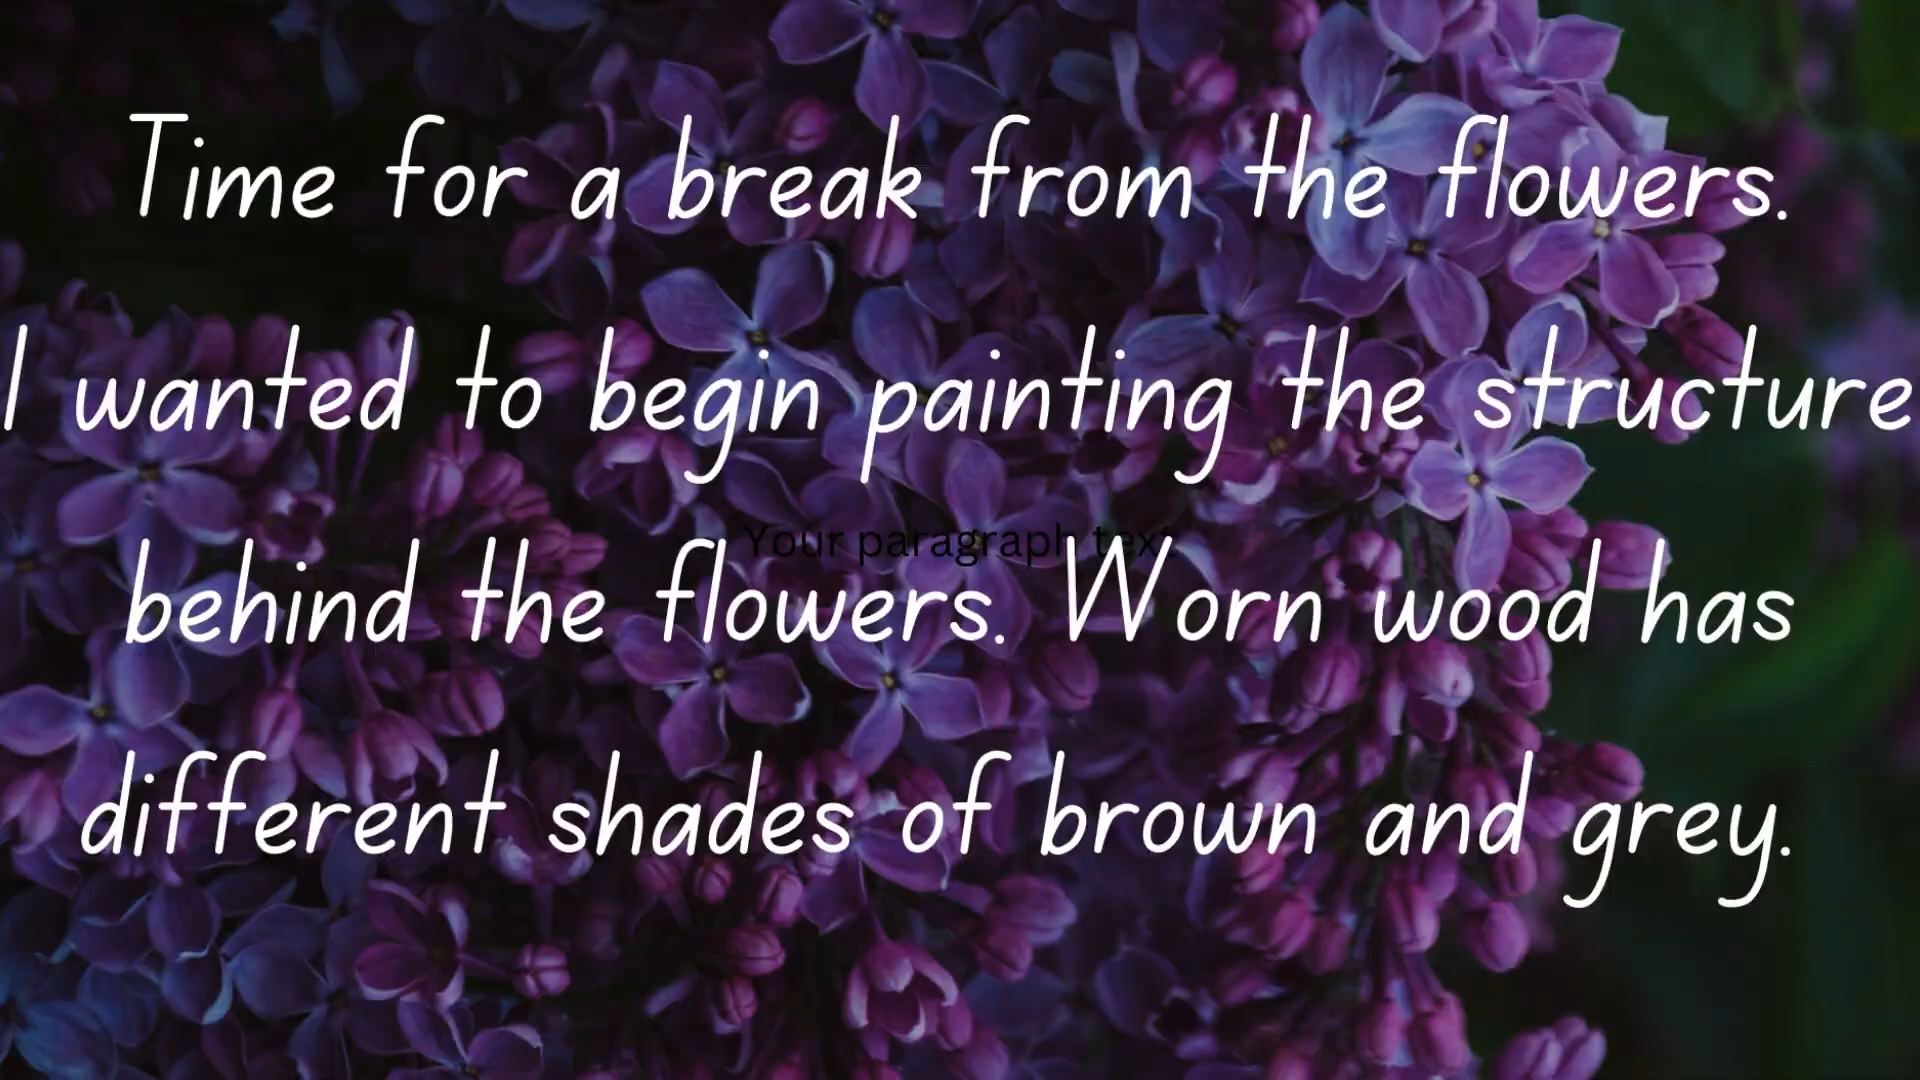 Time for a break from the flowers.
I wanted to begin painting the structure
Your paragraph text
behind the flowers. Worn wood has
different shades of brown and grey.